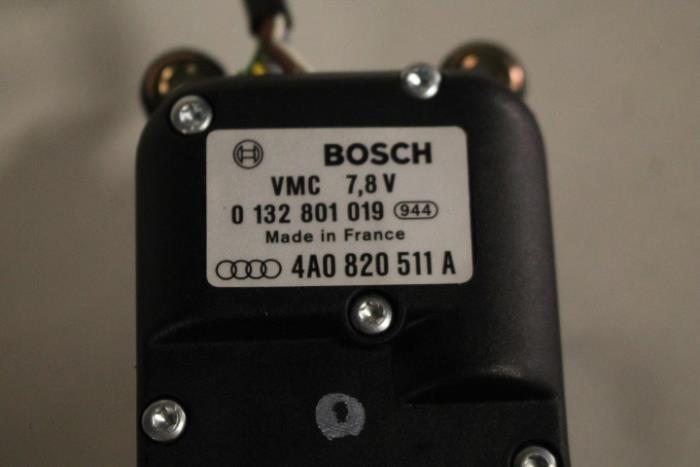 BOSCH
VMC 7,8 V
0 132 801 019 944
Made in France
4A0 820 511 A